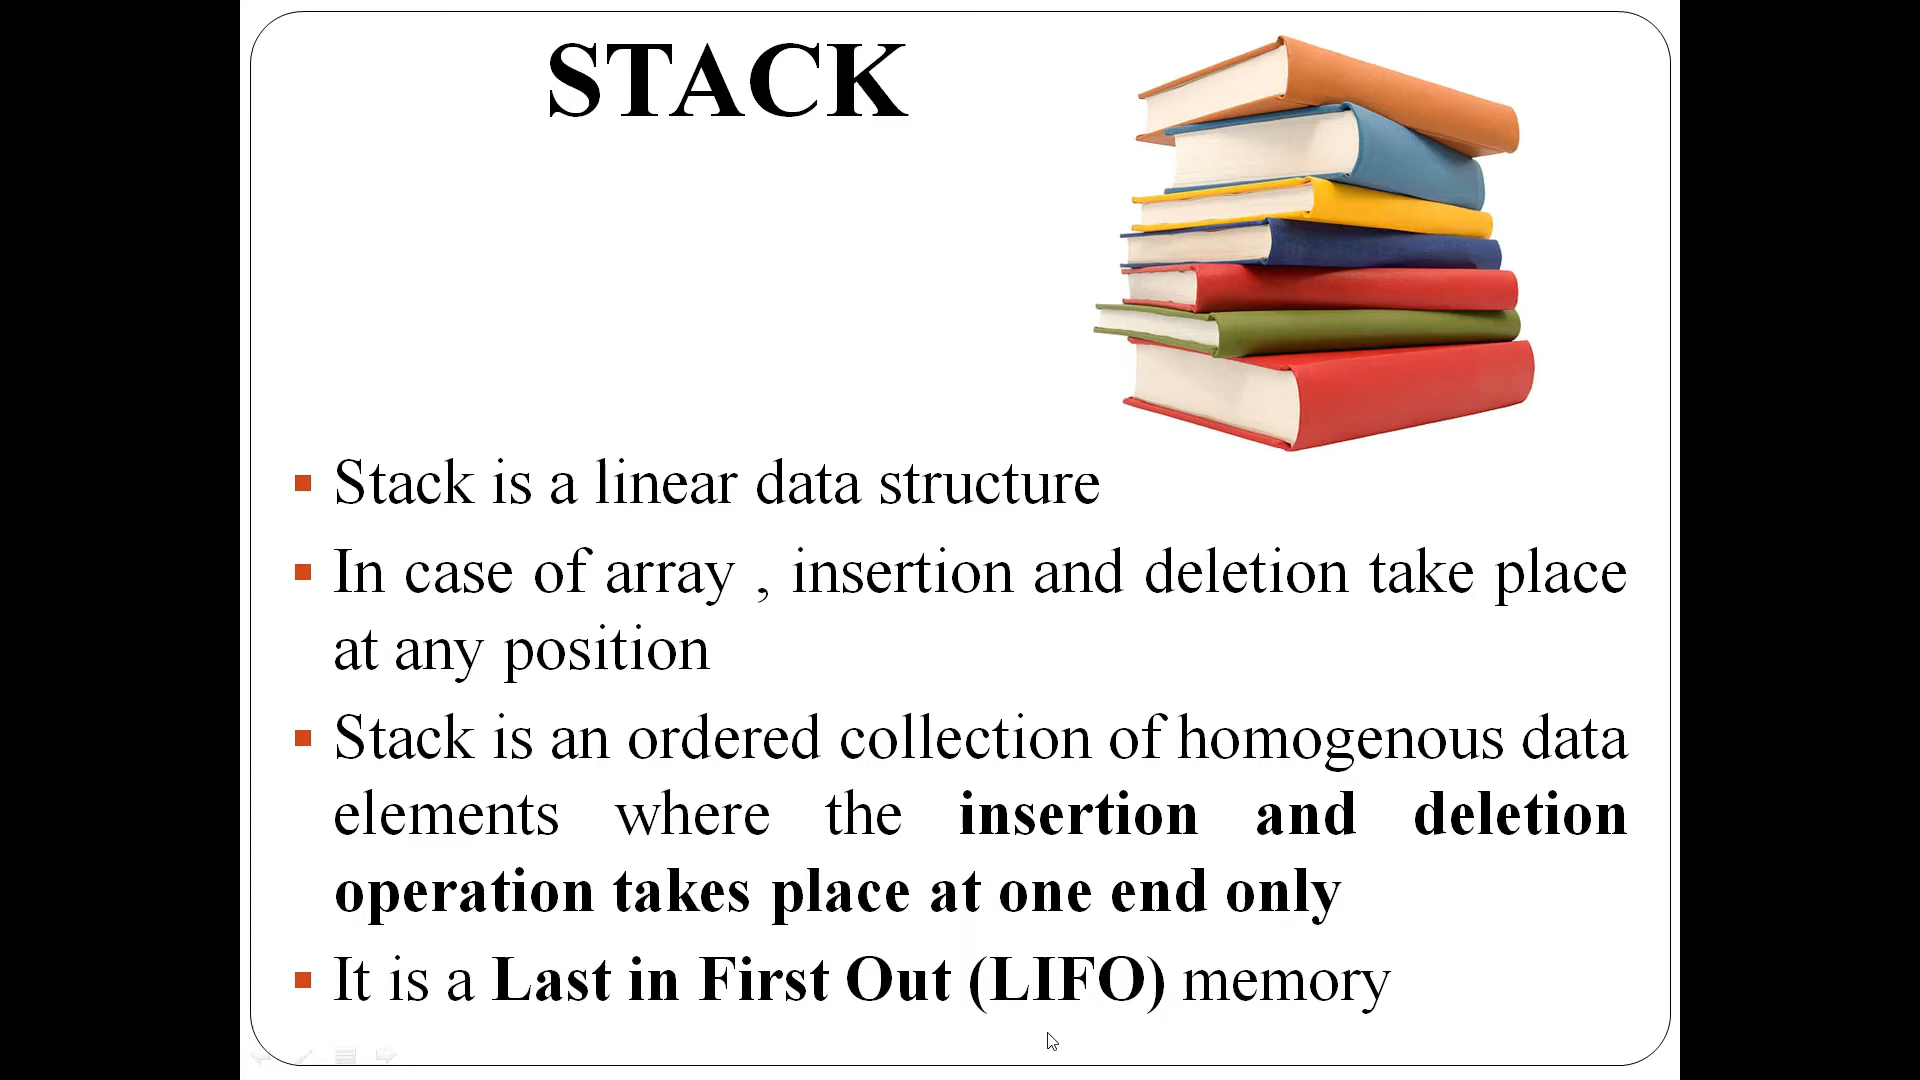 STACK
Stack is a linear data structure
In case of array , insertion and deletion take place
at any position
Stack is an ordered collection of homogenous data
elements where the insertion and deletion
operation takes place at one end only
It is a Last in First Out (LIFO) memory